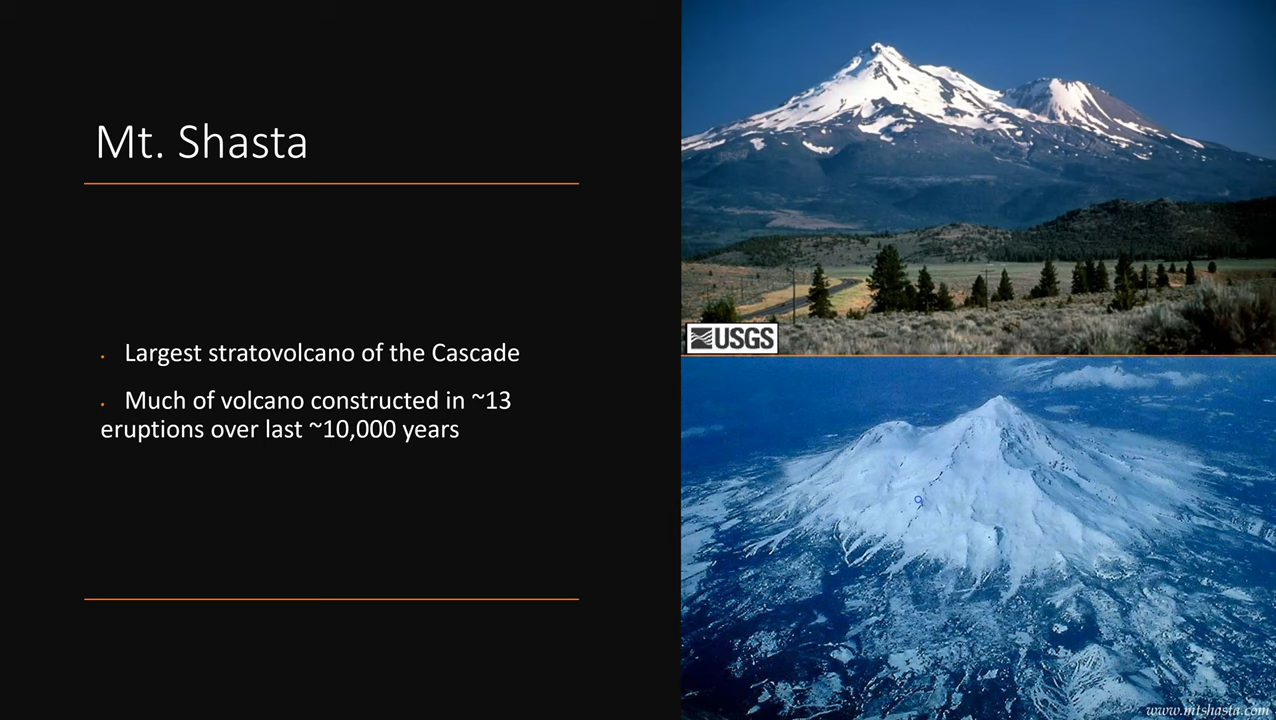 Mt. Shasta
• Largest stratovolcano of the Cascade
• Much of volcano constructed in ~13
eruptions over last ~10,000 years
USGS
www.mtshasta.com